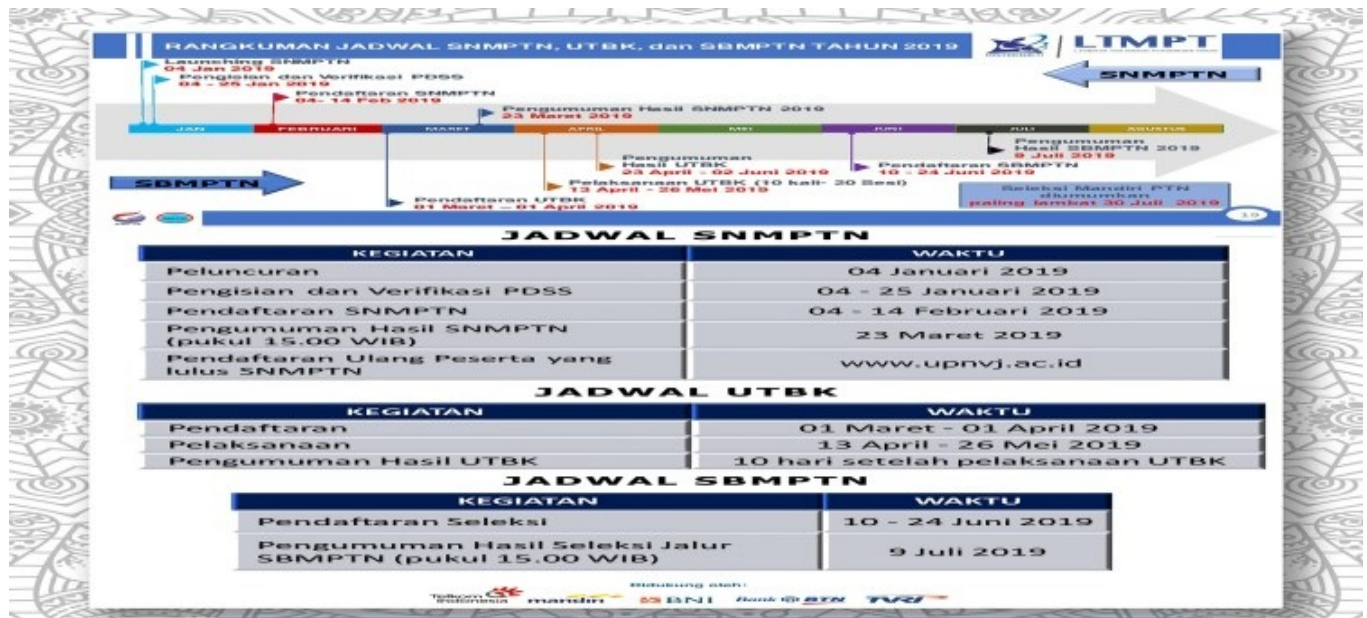 RANGKUMAN JADWAL SNMPTN, UTBK, dan SBMPTN TAHUN 2019
LTMPT
SNMPTN
Launching SNMPTN
04 Jan 2019
Pengisian dan Verifikasi PDSS
04 - 25 Jan 2019
Pendaftaran SNMPTN
04- 14 Feb 2019
Pengumuman Hasil SNMPTN 2019
23 Maret 2019
JAN FEBRUARI MARET APRIL MEI JUNI JULI AGUSTUS
Pengumuman
Hasil SBMPTN 2019
9 Juli 2019
Pengumuman
Hasil UTBK
23 April - 02 Juni 2019
Pendaftaran SBMPTN
10 - 24 Juni 2019
SBMPTN
Pelaksanaan UTBK (10 kali- 20 Sesi)
13 April - 26 Mei 2019
Pendaftaran UTBK
01 Maret – 01 April 2019
Seleksi Mandiri PTN
diumumkan
paling lamkat 30 Juli 2019
19
JADWAL SNMPTN
KEGIATAN WAKTU
Peluncuran 04 Januari 2019
Pengisian dan Verifikasi PDSS 04 - 25 Januari 2019
Pendaftaran SNMPTN 04 - 14 Februari 2019
Pengumuman Hasil SNMPTN
(pukul 15.00 WIB) 23 Maret 2019
Pendaftaran Ulang Peserta yang
lulus SNMPTN www.upnvj.ac.id
JADWAL UTBK
KEGIATAN WAKTU
Pendaftaran 01 Maret - 01 April 2019
Pelaksanaan 13 April - 26 Mei 2019
Pengumuman Hasil UTBK 10 hari setelah pelaksanaan UTBK
JADWAL SBMPTN
KEGIATAN WAKTU
Pendaftaran Seleksi 10 - 24 Juni 2019
Pengumuman Hasil Seleksi Jalur
SBMPTN (pukul 15.00 WIB) 9 Juli 2019
Didukung oleh:
Telkom
Indonesia mandiri BNI Bank BTN TVRI